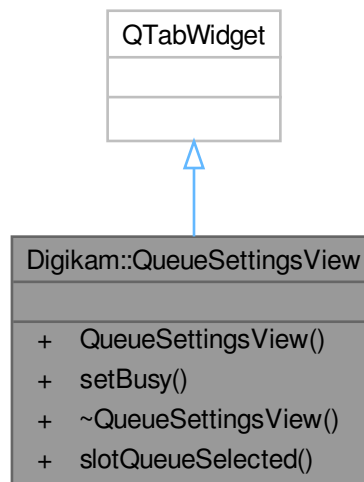 QTabWidget
Digikam::QueueSettingsView
+ QueueSettingsView()
+ setBusy()
+ ~QueueSettingsView()
+ slotQueueSelected()